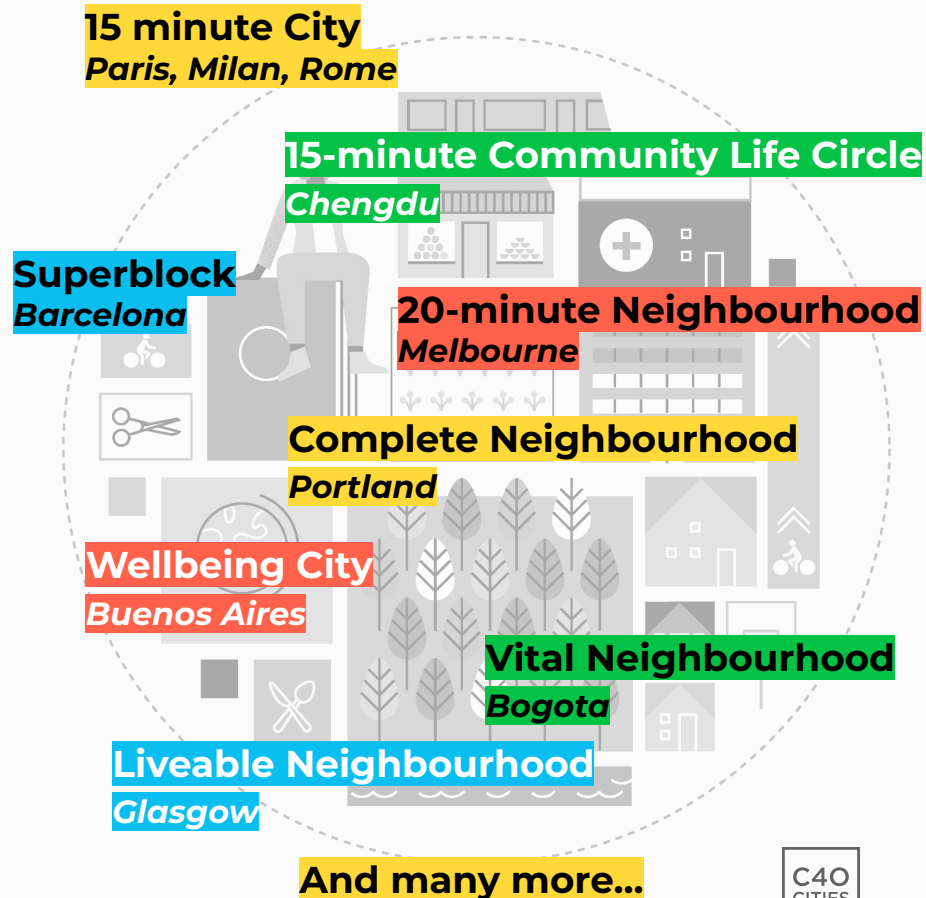 15 minute City
Paris, Milan, Rome
15-minute Community Life Circle
Chengdu
Superblock
Barcelona
20-minute Neighbourhood
Melbourne
Complete Neighbourhood
Portland
Wellbeing City
Buenos Aires
Vital Neighbourhood
Bogota
Liveable Neighbourhood
Glasgow
And many more...
C40
CITIES